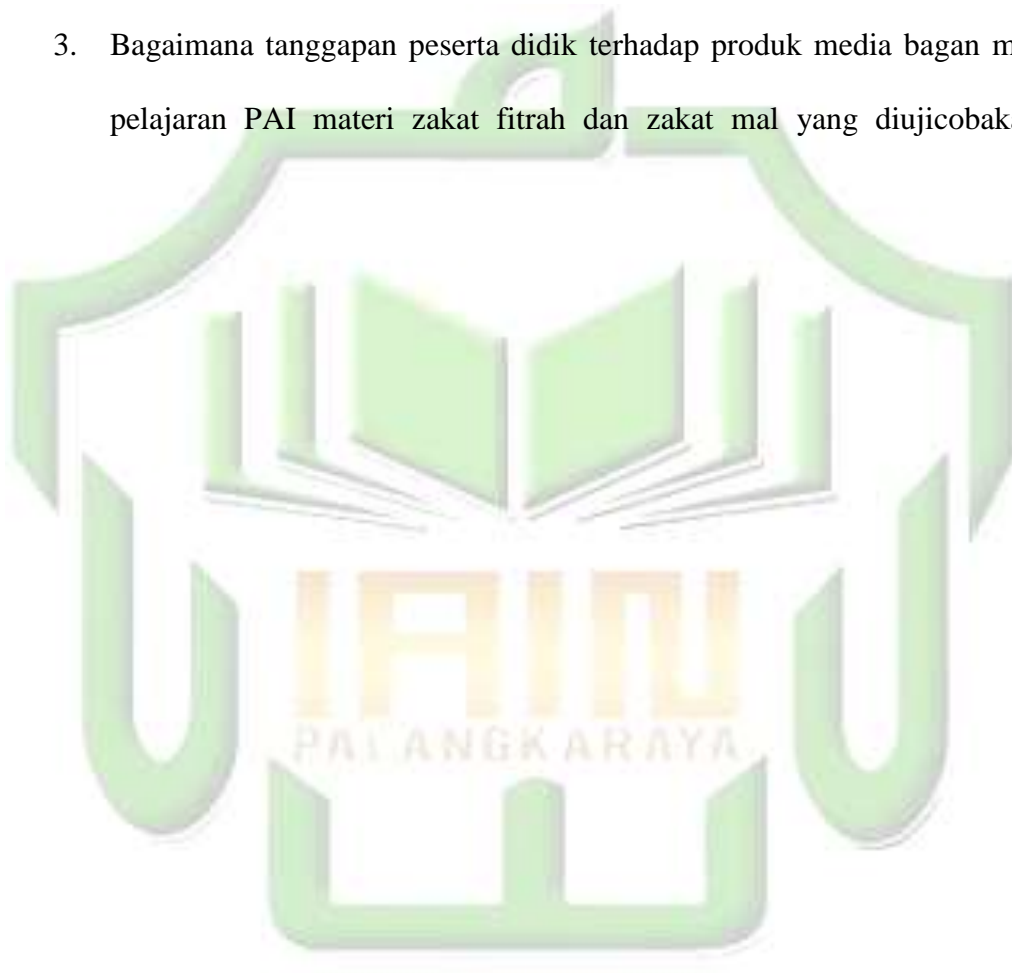 3. Bagaimana tanggapan peserta didik terhadap produk media bagan
pelajaran PAI materi zakat fitrah dan zakat mal yang
IAIN
PALANGKARAYA